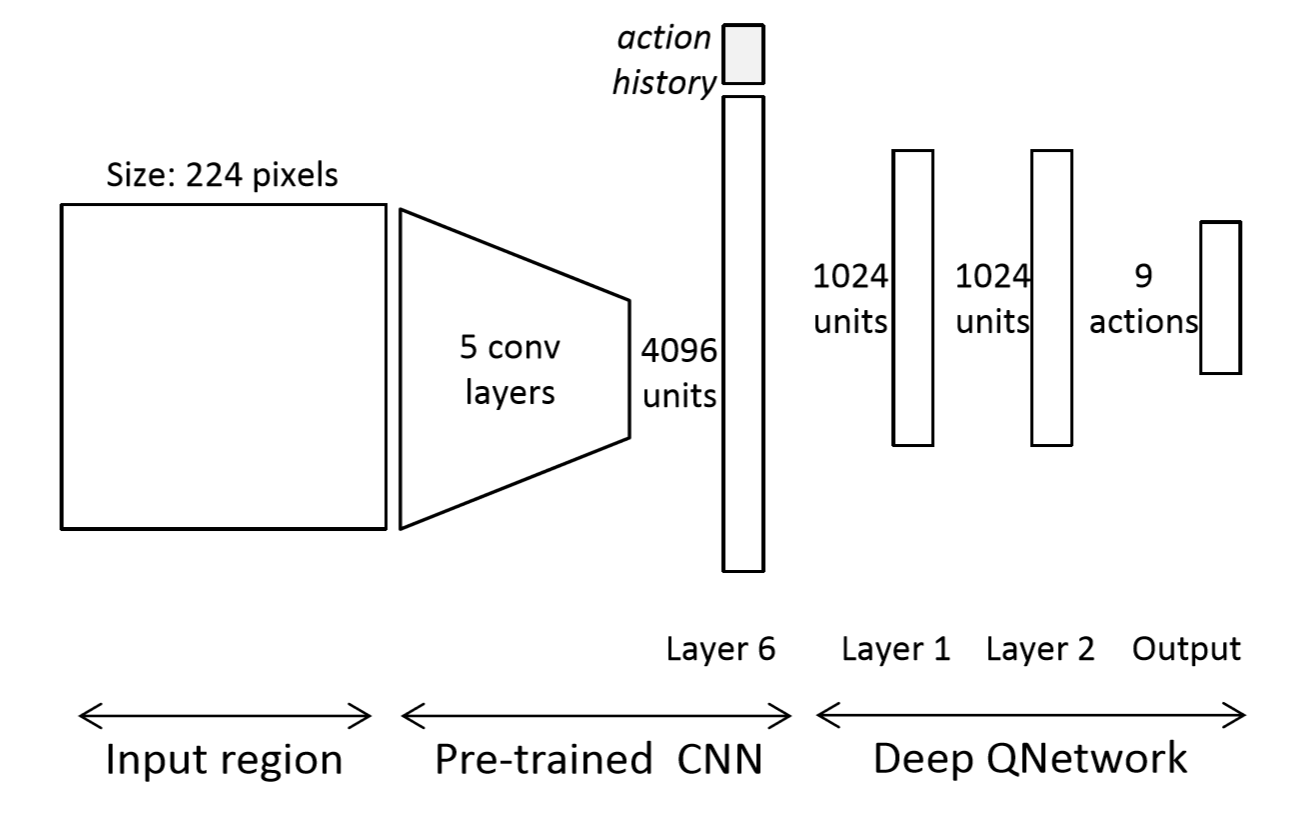 action
history
Size: 224 pixels
5 conv
layers
4096
units
1024
units
1024
units
9
actions
Layer 6
Layer 1
Layer 2
Output
Input region
Pre-trained CNN
Deep QNetwork